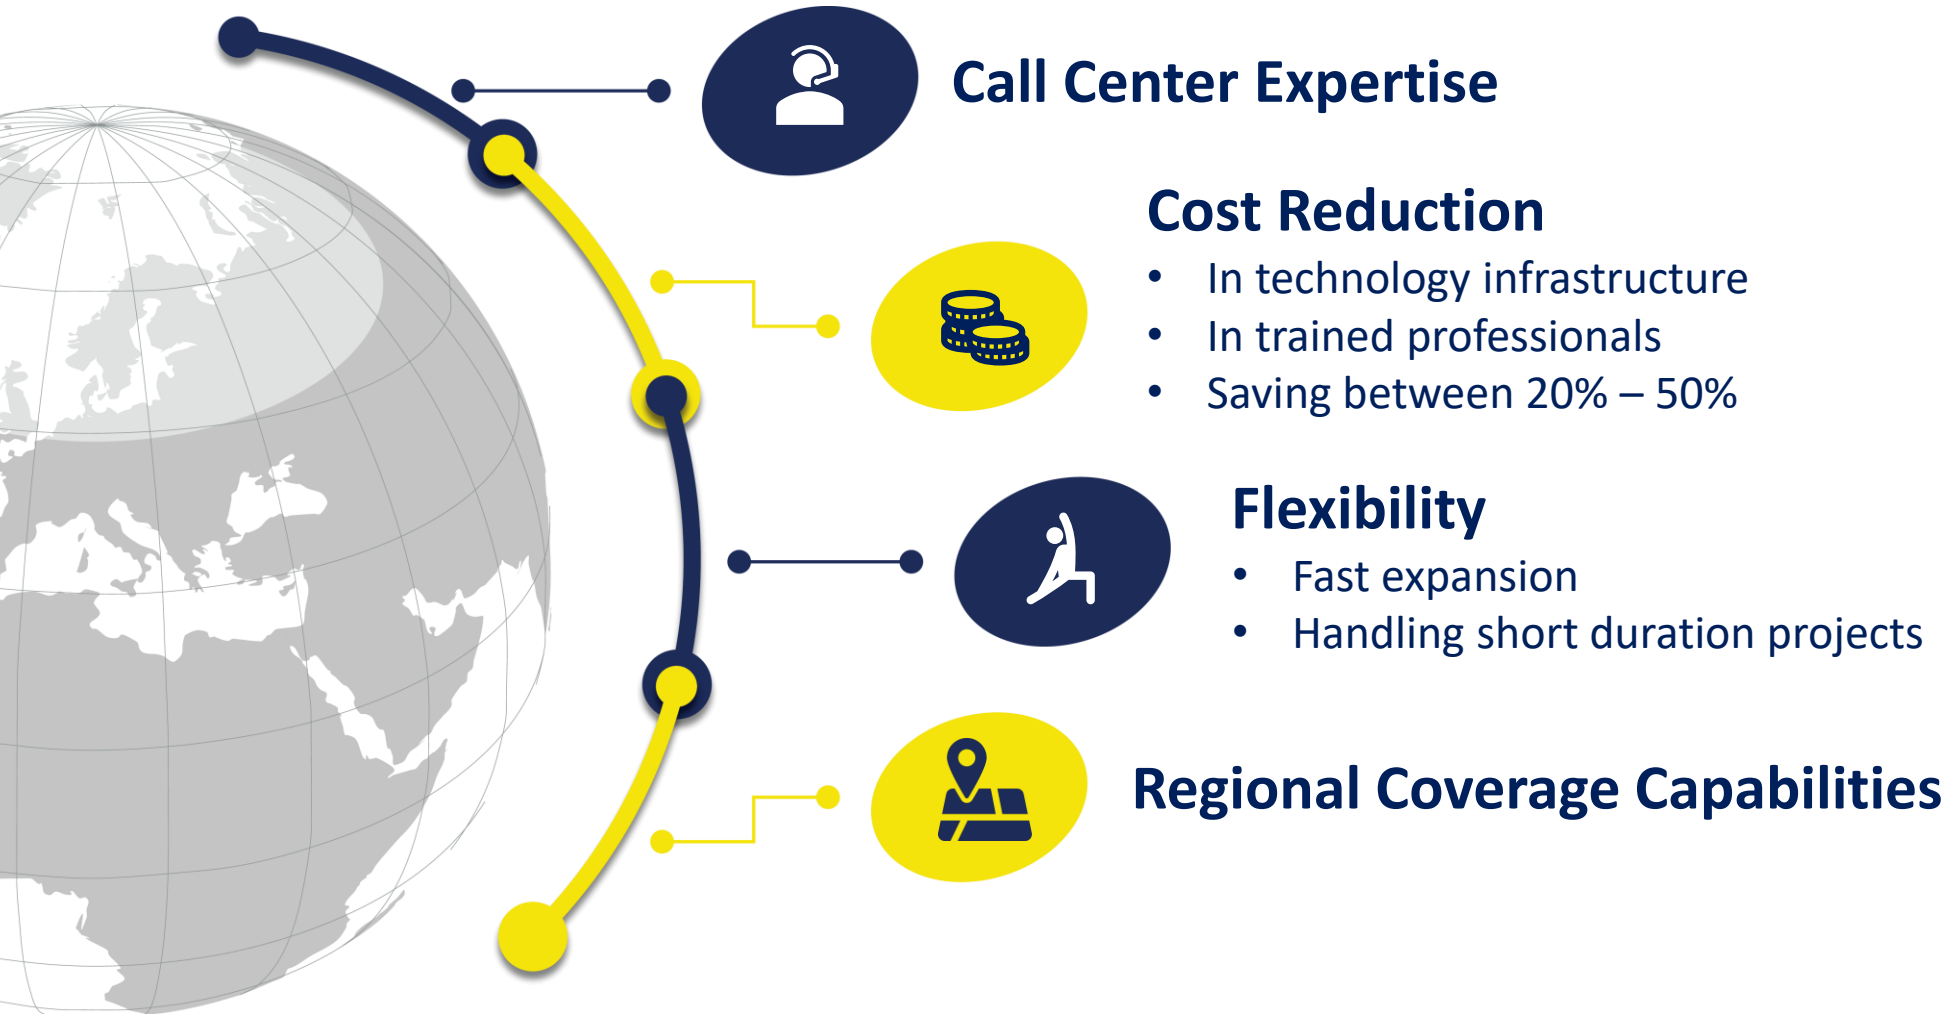 Call Center Expertise
Cost Reduction
• In technology infrastructure
• In trained professionals
• Saving between 20% – 50%
Flexibility
• Fast expansion
• Handling short duration projects
Regional Coverage Capabilities